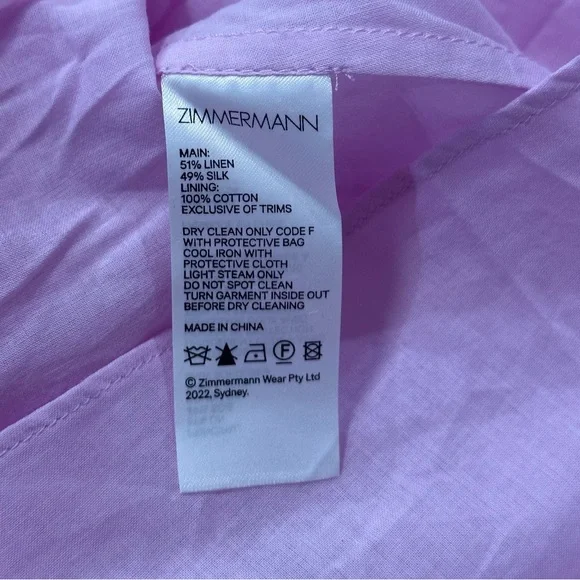 ZIMMERMANN
MAIN:
51% LINEN
49% SILK
LINING:
100% COTTON
EXCLUSIVE OF TRIMS
DRY CLEAN ONLY CODE F
WITH PROTECTIVE BAG
COOL IRON WITH
PROTECTIVE CLOTH
LIGHT STEAM ONLY
DO NOT SPOT CLEAN
TURN GARMENT INSIDE OUT
BEFORE DRY CLEANING
MADE IN CHINA
F
© Zimmermann Wear Pty Ltd
2022, Sydney.